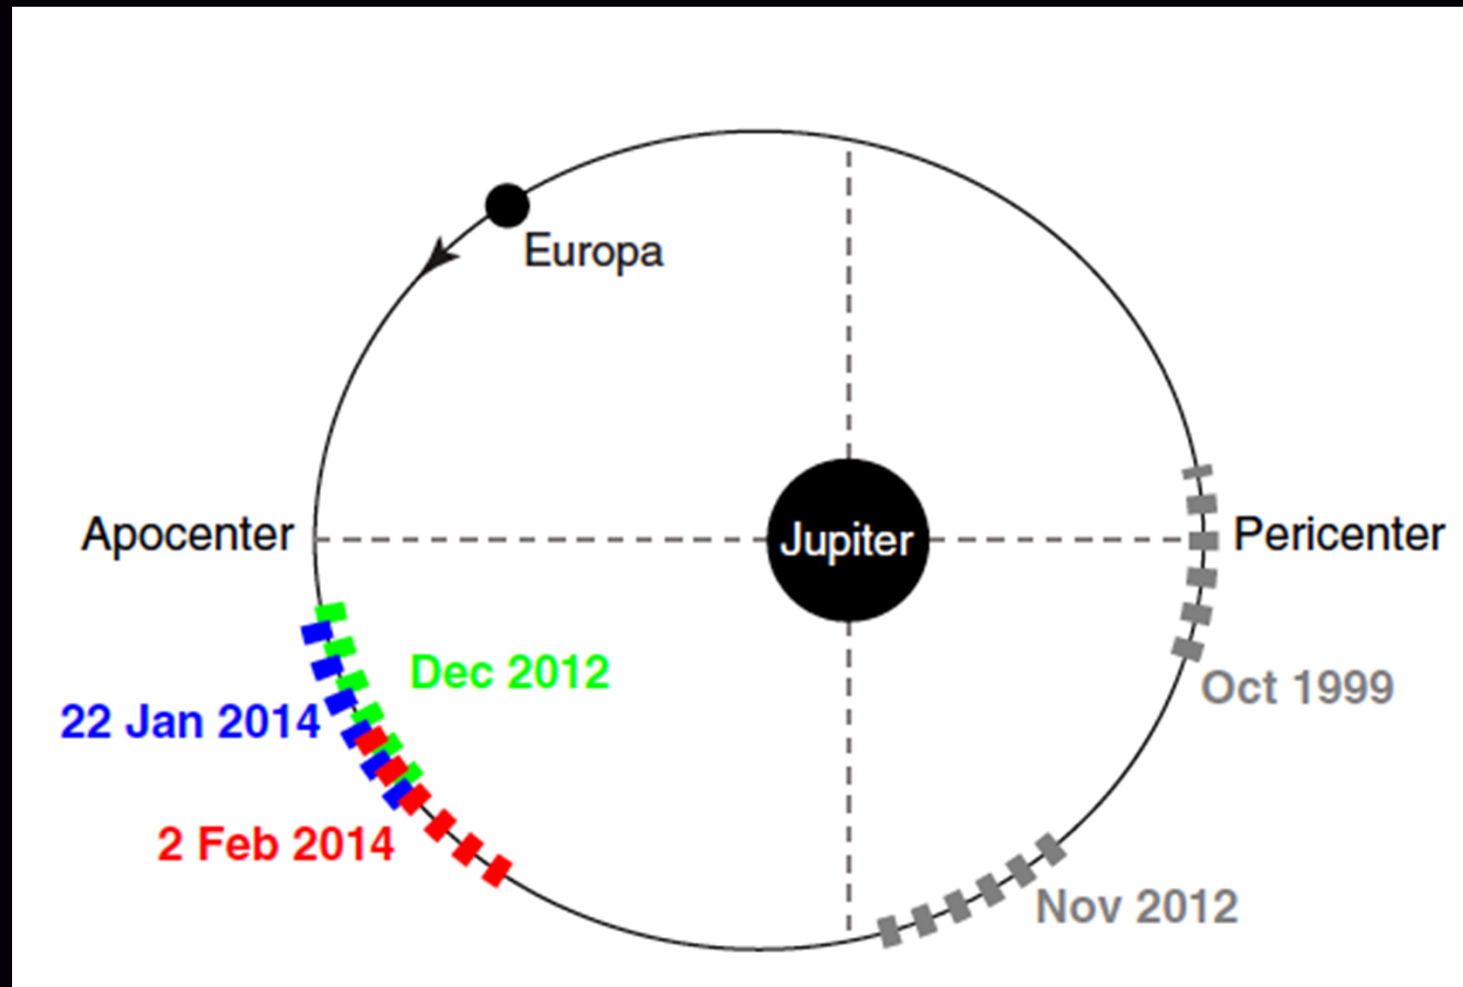 Europa
Apocenter
Jupiter
Pericenter
Dec 2012
Oct 1999
22 Jan 2014
2 Feb 2014
Nov 2012